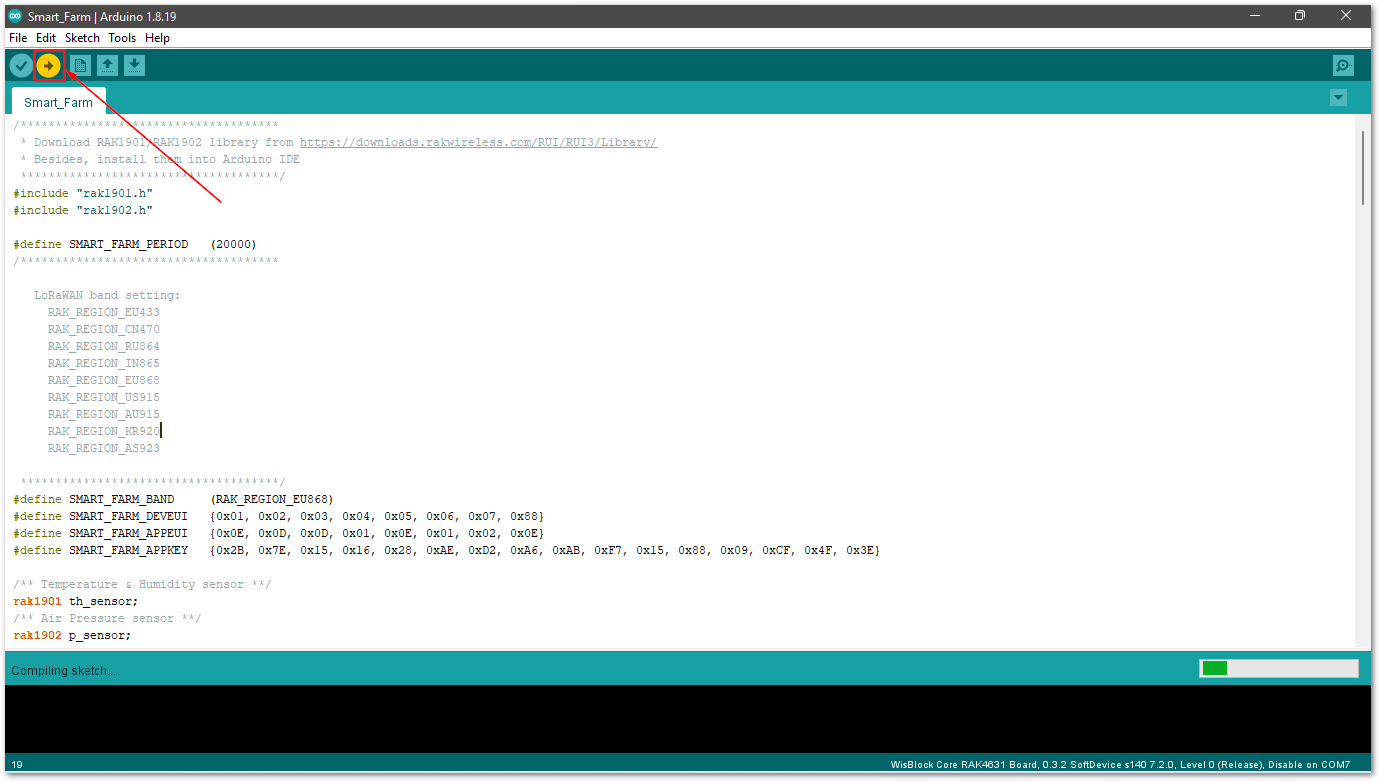 Smart_Farm | Arduino 1.8.19
File Edit Sketch Tools Help
Smart_Farm
/*************************************
 * Download RAK1901/RAK1902 library from https://downloads.rakwireless.com/RUI/RUI3/Library/
 * Besides, install them into Arduino IDE
 *************************************/
#include "rak1901.h"
#include "rak1902.h"
#define SMART_FARM_PERIOD   (20000)
/*************************************
   LoRaWAN band setting:
     RAK_REGION_EU433
     RAK_REGION_CN470
     RAK_REGION_RU864
     RAK_REGION_IN865
     RAK_REGION_EU868
     RAK_REGION_US915
     RAK_REGION_AU915
     RAK_REGION_KR920
     RAK_REGION_AS923
 *************************************/
#define SMART_FARM_BAND     (RAK_REGION_EU868)
#define SMART_FARM_DEVEUI   {0x01, 0x02, 0x03, 0x04, 0x05, 0x06, 0x07, 0x88}
#define SMART_FARM_APPEUI   {0x0E, 0x0D, 0x0D, 0x01, 0x0E, 0x01, 0x02, 0x0E}
#define SMART_FARM_APPKEY   {0x2B, 0x7E, 0x15, 0x16, 0x28, 0xAE, 0xD2, 0xA6, 0xAB, 0xF7, 0x15, 0x88, 0x09, 0xCF, 0x4F, 0x3E}
/** Temperature & Humidity sensor **/
rak1901 th_sensor;
/** Air Pressure sensor **/
rak1902 p_sensor;
Compiling sketch...
19 WisBlock Core RAK4631 Board, 0.3.2 SoftDevice s140 7.2.0, Level 0 (Release), Disable on COM7